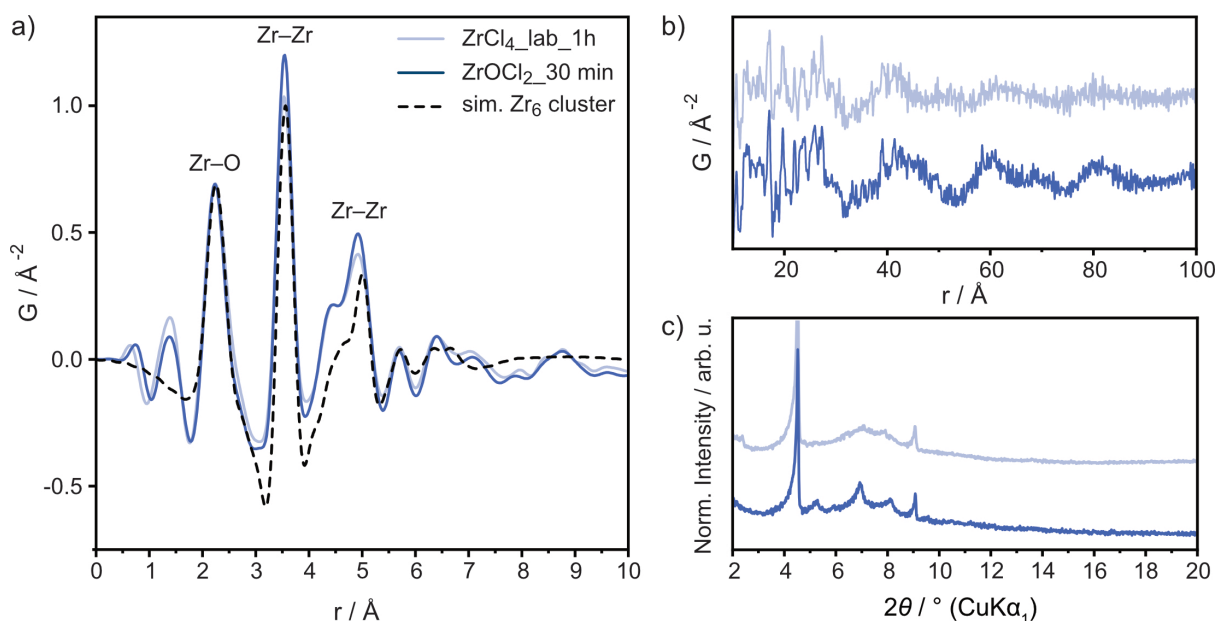 a)
Zr–Zr
ZrCl₄_lab_1h
ZrOCl₂_30 min
sim. Zr₆ cluster
Zr–O
Zr–Zr
1.0
0.5
0.0
-0.5
G / Å⁻²
0 1 2 3 4 5 6 7 8 9 10
r / Å
b)
G / Å⁻²
20 40 60 80 100
r / Å
c)
Norm. Intensity / arb. u.
2 4 6 8 10 12 14 16 18 20
2θ / ° (CuKα₁)